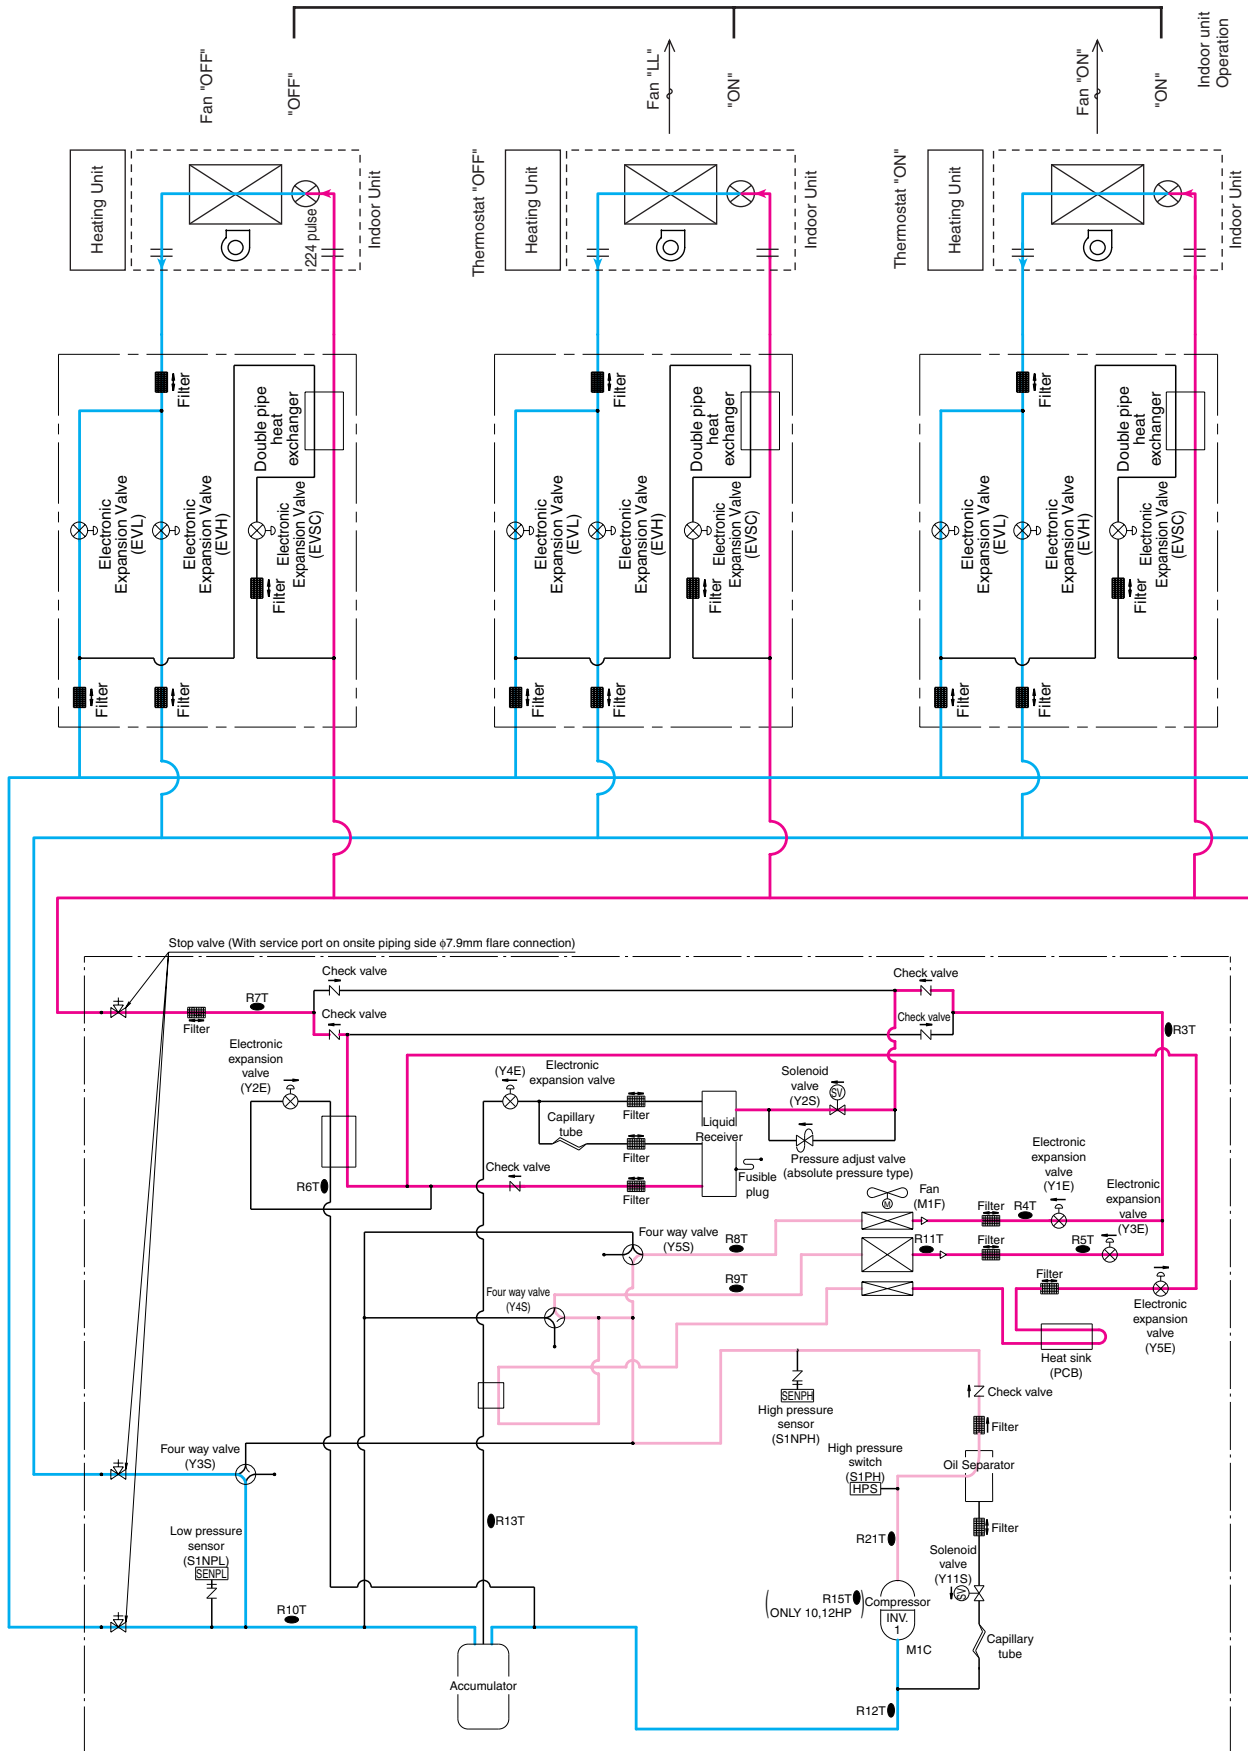 Fan "OFF"
"OFF"
Fan "LL"
"ON"
Fan "ON"
"ON"
Indoor unit
Operation
Heating Unit
224 pulse
Indoor Unit
Thermostat "OFF"
Heating Unit
Indoor Unit
Thermostat "ON"
Heating Unit
Indoor Unit
Filter
Double pipe
heat
exchanger
Electronic
Expansion Valve
(EVL)
Electronic
Expansion Valve
(EVH)
Electronic
Expansion Valve
(EVSC)
Filter
Filter
Filter
Filter
Double pipe
heat
exchanger
Electronic
Expansion Valve
(EVL)
Electronic
Expansion Valve
(EVH)
Electronic
Expansion Valve
(EVSC)
Filter
Filter
Filter
Filter
Double pipe
heat
exchanger
Electronic
Expansion Valve
(EVL)
Electronic
Expansion Valve
(EVH)
Electronic
Expansion Valve
(EVSC)
Filter
Filter
Filter
Stop valve (With service port on onsite piping side ϕ7.9mm flare connection)
Check valve
Check valve
R7T
Check valve
Check valve
Filter
R3T
Electronic
expansion
valve
(Y2E)
(Y4E)
Electronic
expansion valve
Solenoid
valve
(Y2S)
SV
Filter
Capillary
tube
Liquid
Receiver
Filter
Pressure adjust valve
(absolute pressure type)
Electronic
expansion
valve
(Y1E)
Check valve
Fusible
plug
R6T
Filter
Fan
(M1F)
M
Filter
R4T
Electronic
expansion
valve
(Y3E)
Four way valve
(Y5S)
R8T
R11T
Filter
R5T
R9T
Filter
Four way valve
(Y4S)
Electronic
expansion
valve
(Y5E)
Heat sink
(PCB)
SENPH
High pressure
sensor
(S1NPH)
Check valve
Filter
Four way valve
(Y3S)
High pressure
switch
(S1PH)
HPS
Oil Separator
R13T
Filter
Low pressure
sensor
(S1NPL)
SENPL
R21T
Solenoid
valve
(Y11S)
SV
R15T
(ONLY 10,12HP)
Compressor
INV.
1
R10T
M1C
Capillary
tube
Accumulator
R12T